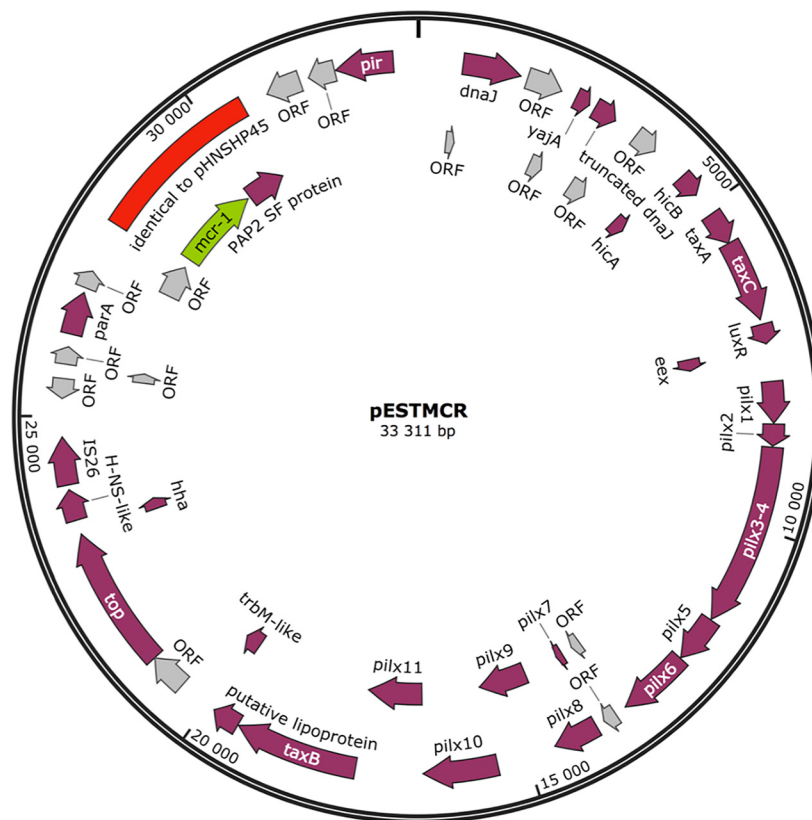 pir
dnaJ
ORF
yajA
truncated dnaJ
ORF
hicB
5000
taxA
taxC
luxR
ORF
ORF
ORF
hicA
eex
pilx1
pilx2
pilx3-4
10 000
pilx5
pilx6
ORF
pilx7
ORF
pilx8
15 000
pilx9
pilx10
pilx11
taxB
putative lipoprotein
20 000
trbM-like
ORF
top
hha
H-NS-like
IS26
25 000
ORF
ORF
ORF
parA
ORF
ORF
mcr-1
PAP2 SF protein
identical to pHNSHP45
30 000
ORF
ORF
pESTMCR
33 311 bp